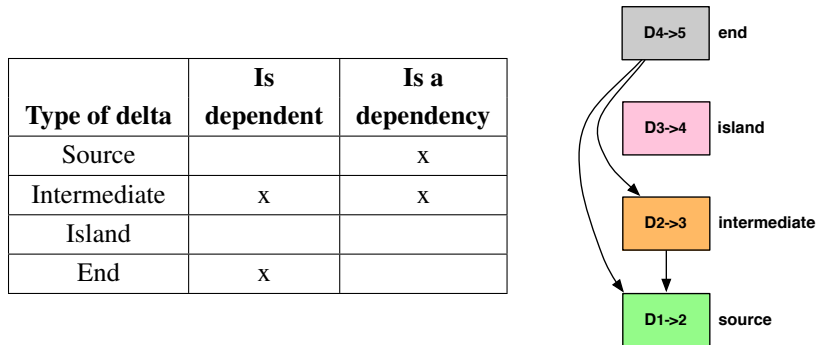 Type of delta | Is dependent | Is a dependency
Source | | x
Intermediate | x | x
Island | |
End | x |
D4->5 end
D3->4 island
D2->3 intermediate
D1->2 source